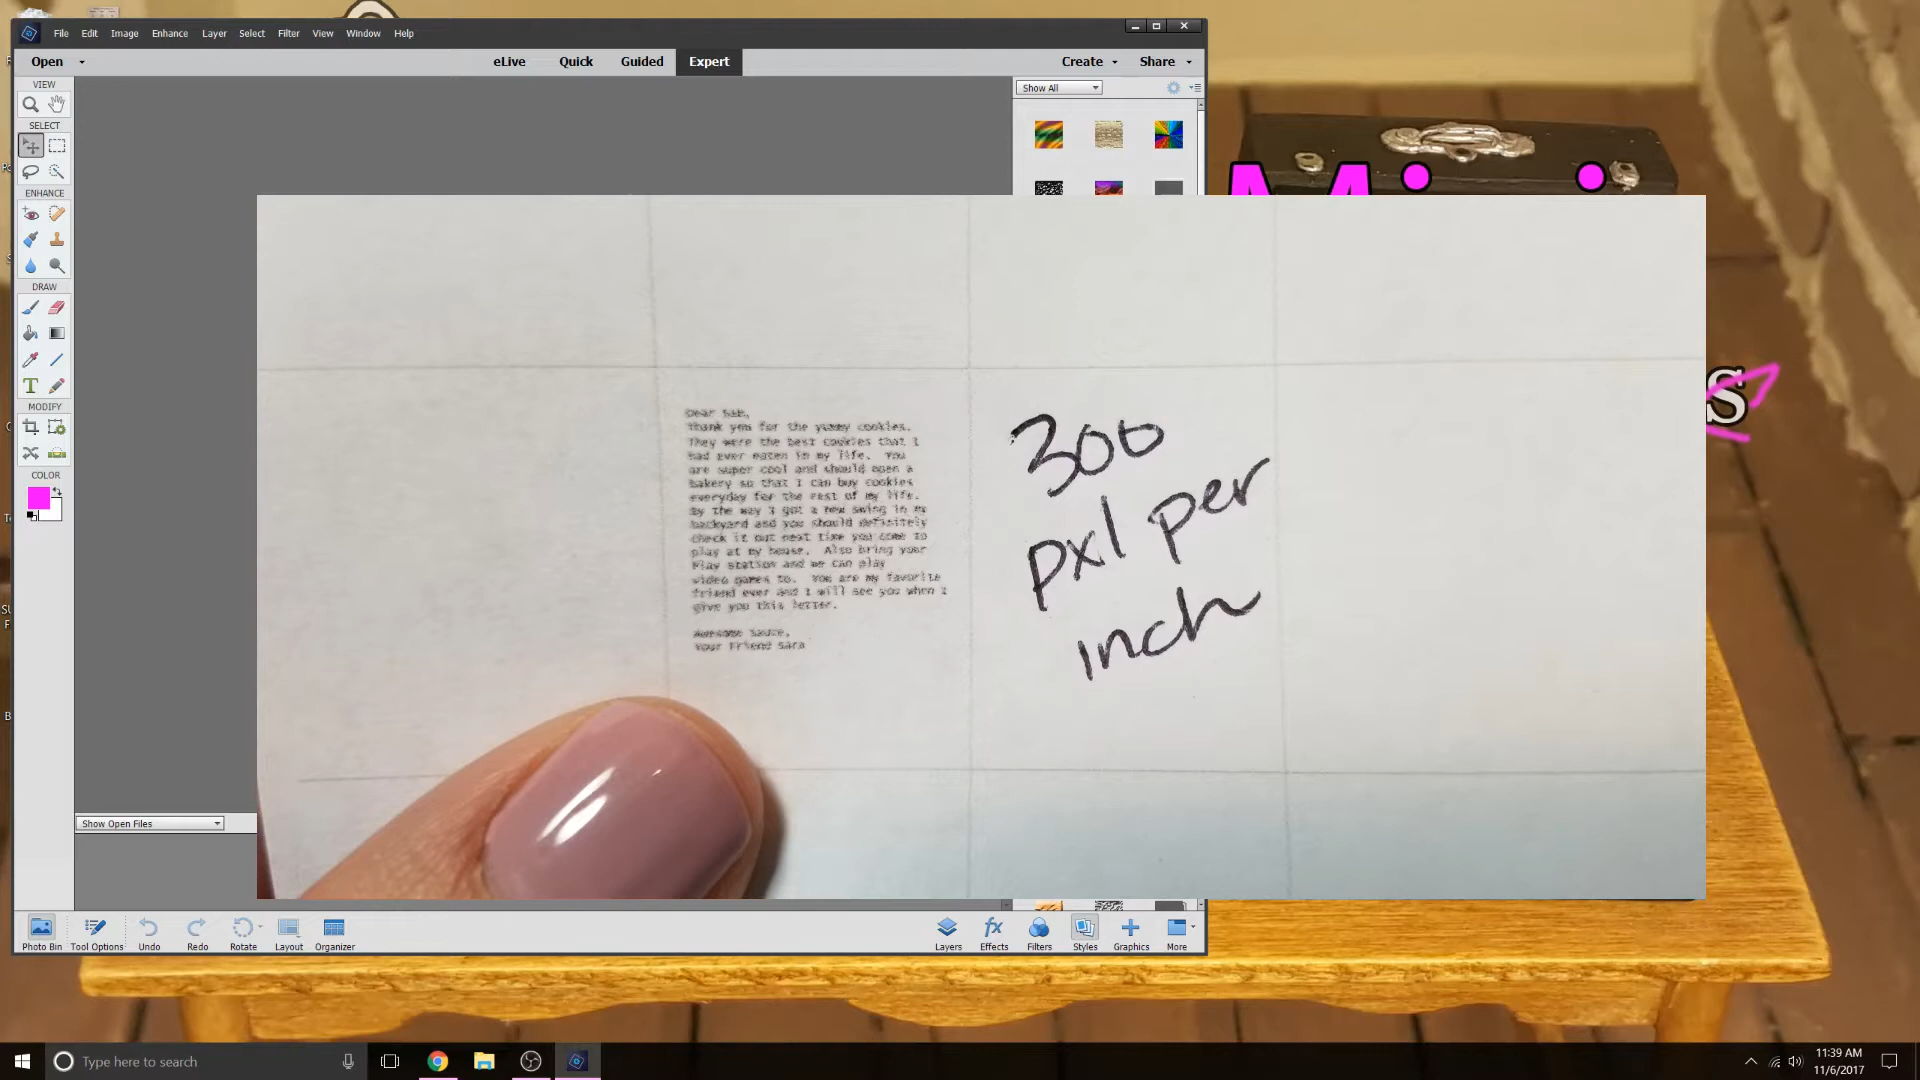 File Edit Image Enhance Layer Select Filter View Window Help
Open eLive Quick Guided Expert Create Share
VIEW
Show All
SELECT
ENHANCE
DRAW
T
MODIFY
COLOR
Dear Sam,
Thank you for the yummy cookies.
They were the best cookies that I
had ever eaten in my life. You
are super cool and should open a
bakery so that I can buy cookies
everyday for the rest of my life.
By the way I got a new swing in my
backyard and you should definitely
check it out next time you come to
play at my house. Also bring your
Play station and we can play
video games to. You are my favorite
friend ever and I will see you when I
give you this letter.
Awesome Sauce,
Your Friend Sara
300
pxl per
inch
s
Show Open Files
Photo Bin Tool Options Undo Redo Rotate Layout Organizer Layers Effects Filters Styles Graphics More
Type here to search
11:39 AM
11/6/2017